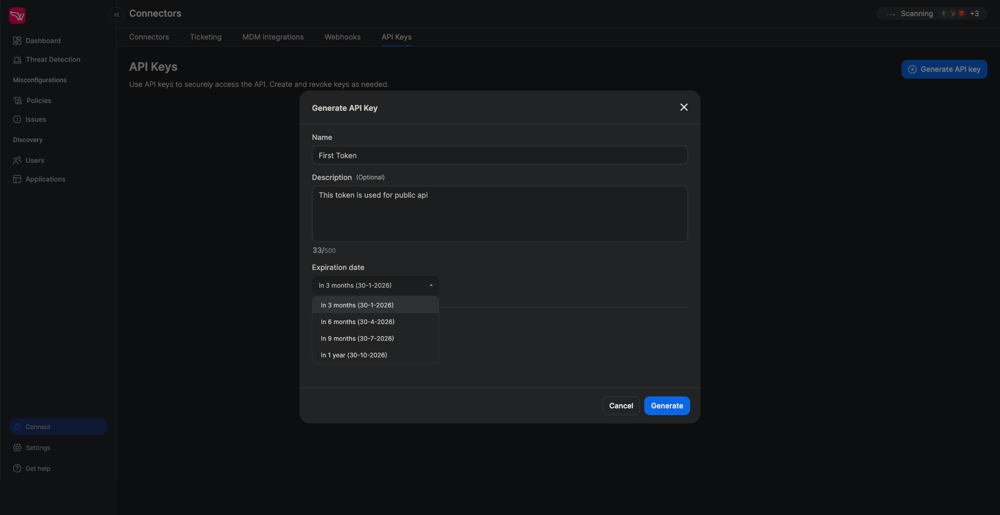 Connectors
Scanning +3
Dashboard
Threat Detection
Misconfigurations
Policies
Issues
Discovery
Users
Applications
Connect
Settings
Get help
Connectors Ticketing MDM Integrations Webhooks API Keys
API Keys
Use API keys to securely access the API. Create and revoke keys as needed.
Generate API key
Generate API Key
Name
First Token
Description (Optional)
This token is used for public api
33/500
Expiration date
In 3 months (30-1-2026)
In 3 months (30-1-2026)
In 6 months (30-4-2026)
In 9 months (30-7-2026)
In 1 year (30-10-2026)
Cancel Generate